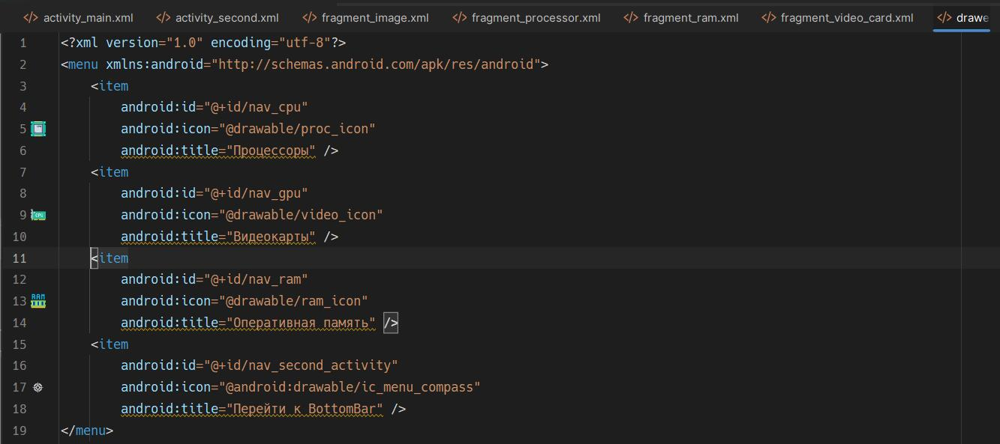 activity_main.xml activity_second.xml fragment_image.xml fragment_processor.xml fragment_ram.xml fragment_video_card.xml drawe
1 <?xml version="1.0" encoding="utf-8"?>
2 <menu xmlns:android="http://schemas.android.com/apk/res/android">
3 <item
4 android:id="@+id/nav_cpu"
5 android:icon="@drawable/proc_icon"
6 android:title="Процессоры" />
7 <item
8 android:id="@+id/nav_gpu"
9 android:icon="@drawable/video_icon"
10 android:title="Видеокарты" />
11 <item
12 android:id="@+id/nav_ram"
13 RAM android:icon="@drawable/ram_icon"
14 android:title="Оперативная память" />
15 <item
16 android:id="@+id/nav_second_activity"
17 android:icon="@android:drawable/ic_menu_compass"
18 android:title="Перейти к BottomBar" />
19 </menu>